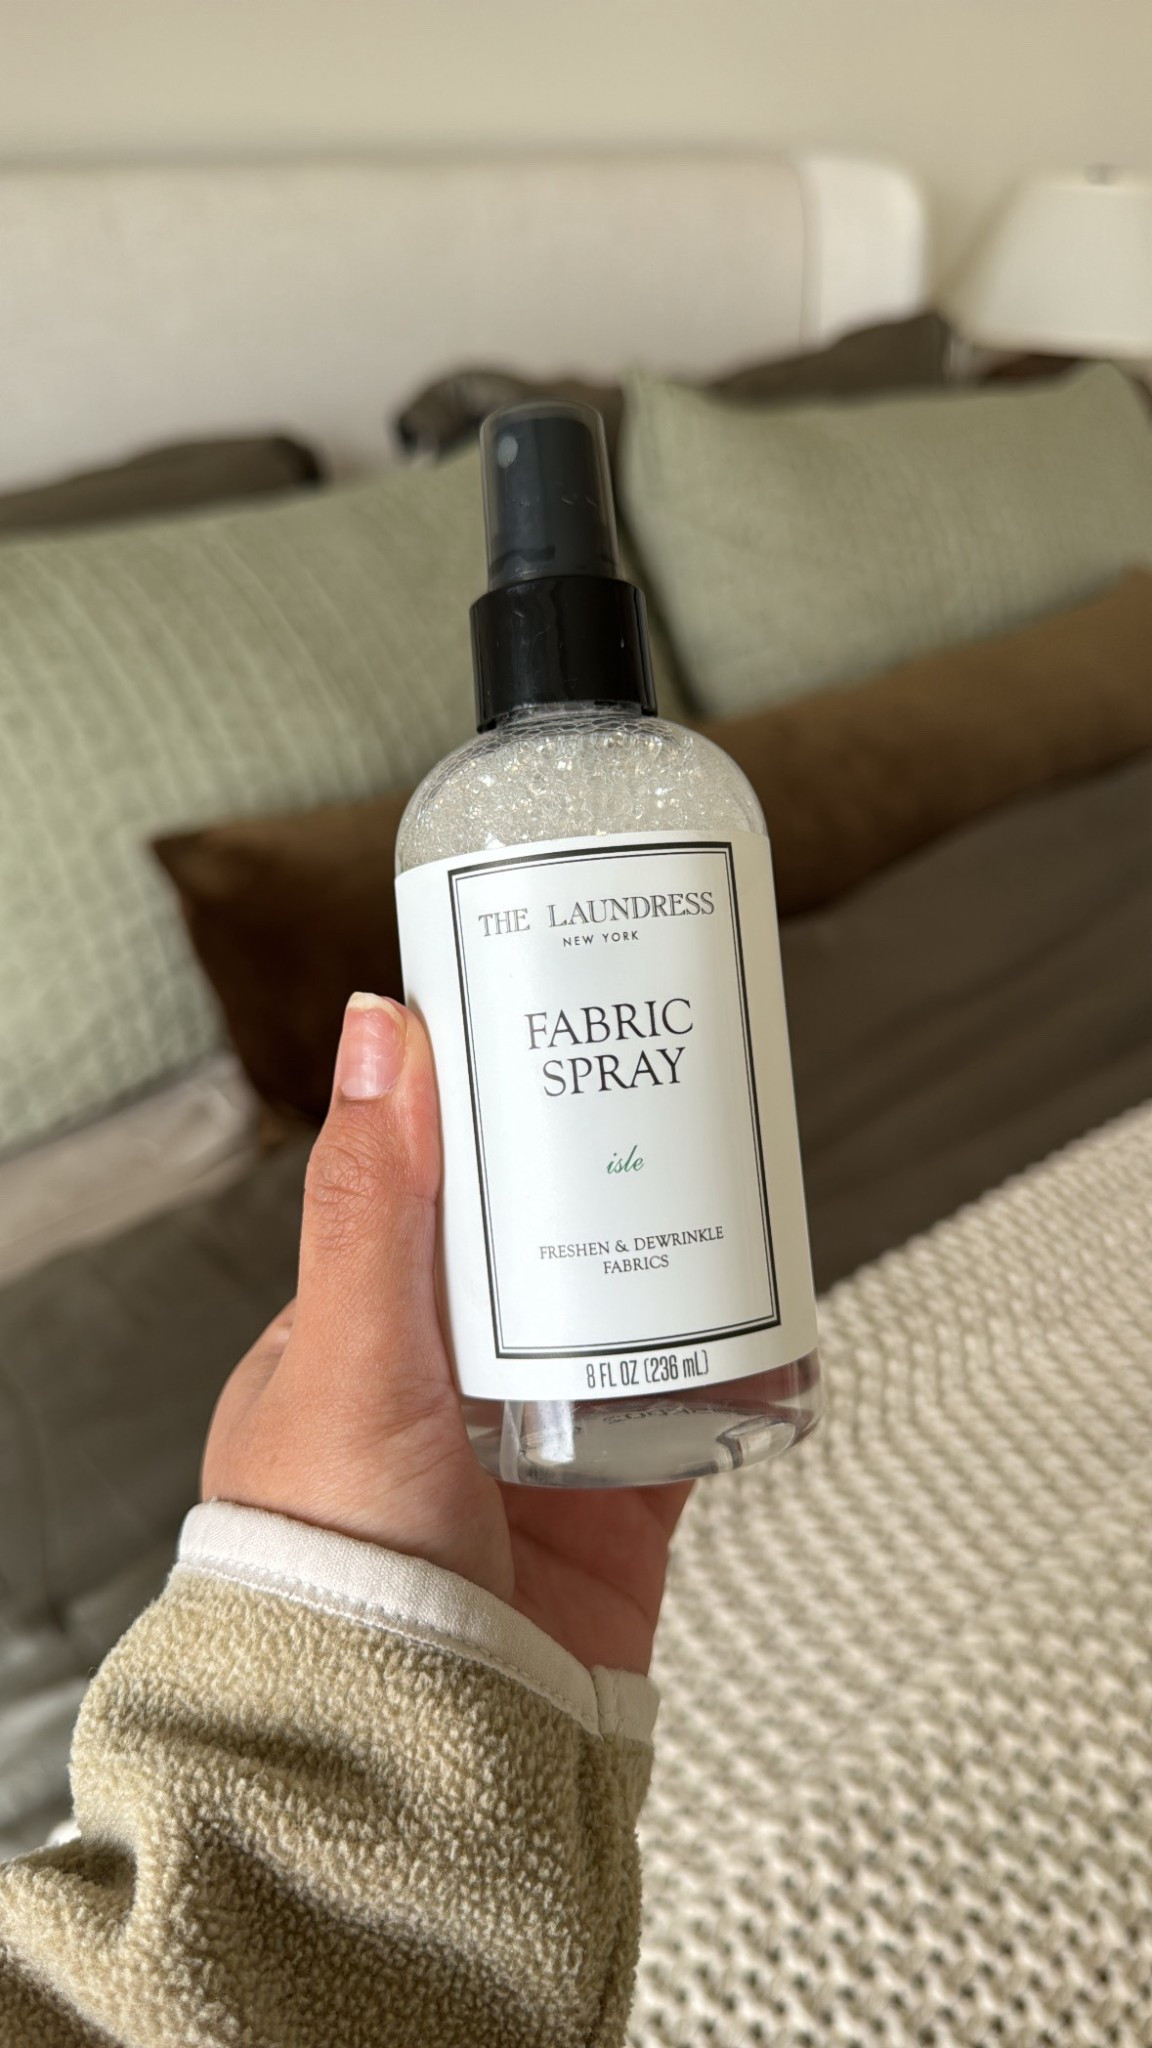 THE LAUNDRESS
NEW YORK
FABRIC
SPRAY
isle
FRESHEN & DEWRINKLE
FABRICS
8 FL OZ (236 mL)